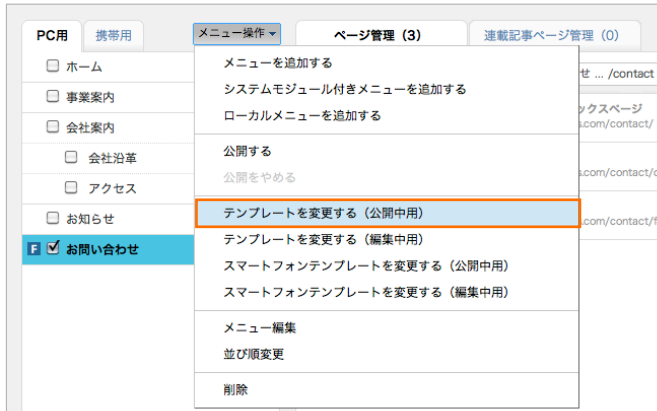 PC用
携帯用
メニュー操作
ページ管理（3）
連載記事ページ管理（0）
ホーム
事業案内
会社案内
会社沿革
アクセス
お知らせ
F お問い合わせ
メニューを追加する
システムモジュール付きメニューを追加する
ローカルメニューを追加する
公開する
公開をやめる
テンプレートを変更する（公開中用）
テンプレートを変更する（編集中用）
スマートフォンテンプレートを変更する（公開中用）
スマートフォンテンプレートを変更する（編集中用）
メニュー編集
並び順変更
削除
せ ... /contact
ックスページ
s.com/contact/
s.com/contact/c
s.com/contact/f